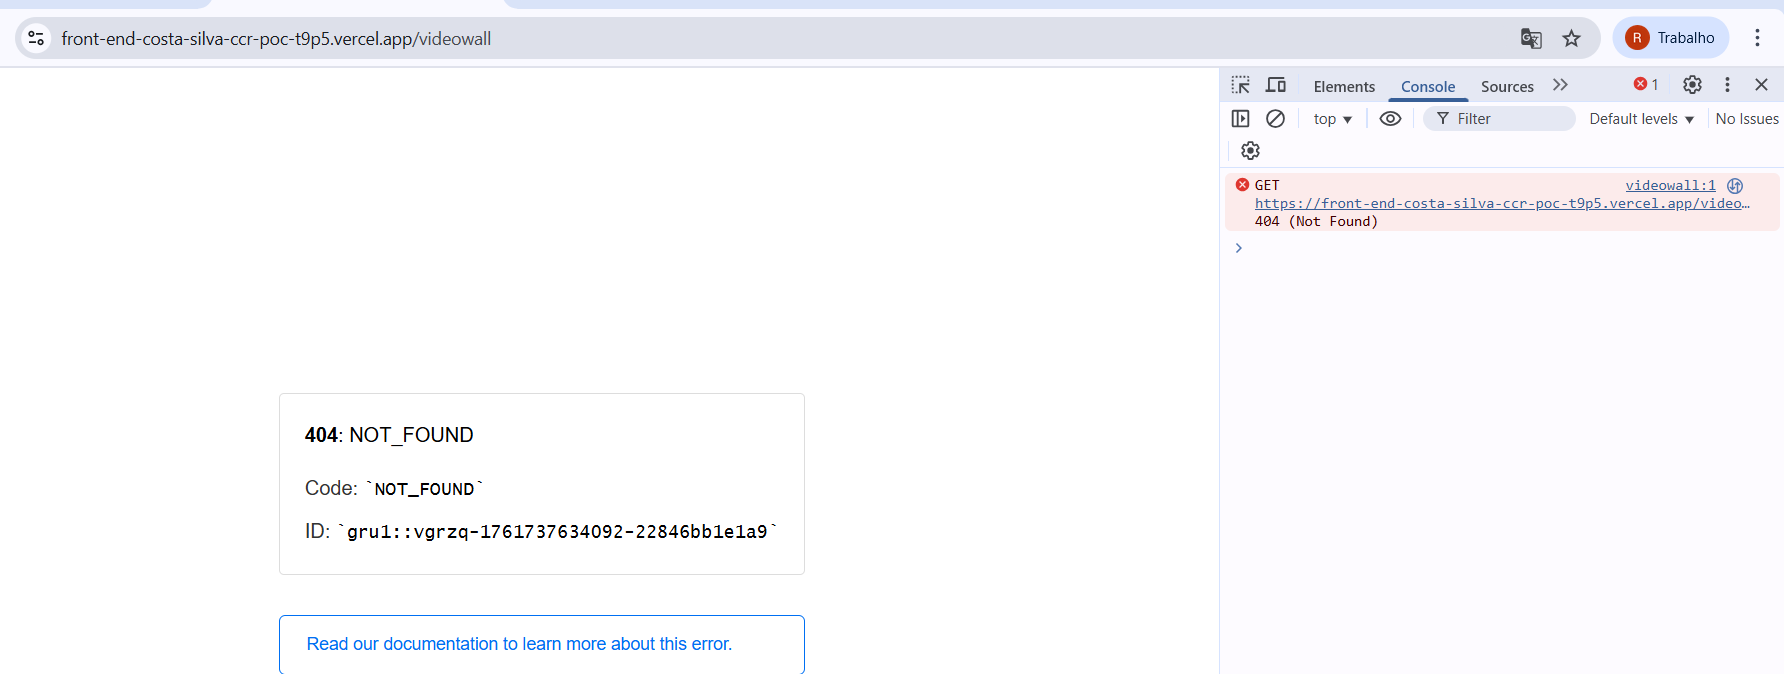 front-end-costa-silva-ccr-poc-t9p5.vercel.app/videowall
R Trabalho
Elements Console Sources 1
top Filter Default levels No Issues
GET videowall:1
https://front-end-costa-silva-ccr-poc-t9p5.vercel.app/video…
404 (Not Found)
404: NOT_FOUND
Code: `NOT_FOUND`
ID: `gru1::vgrzq-1761737634092-22846bb1e1a9`
Read our documentation to learn more about this error.